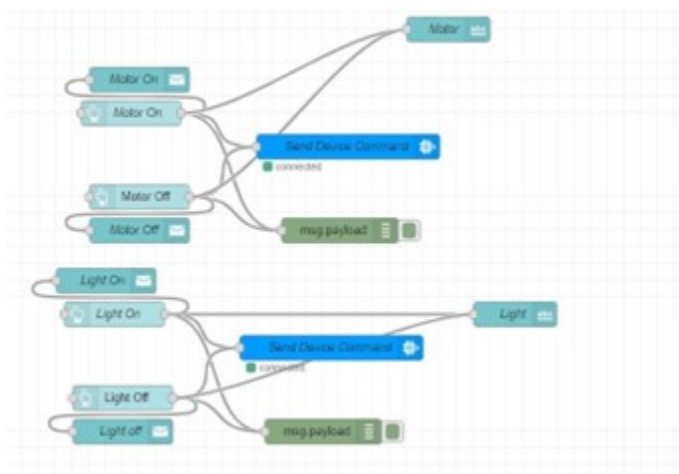 Motor
Motor On
Motor On
Send Device Command
connected
Motor Off
Motor Off
msg.payload
Light On
Light On
Light
Send Device Command
connected
Light Off
Light off
msg.payload